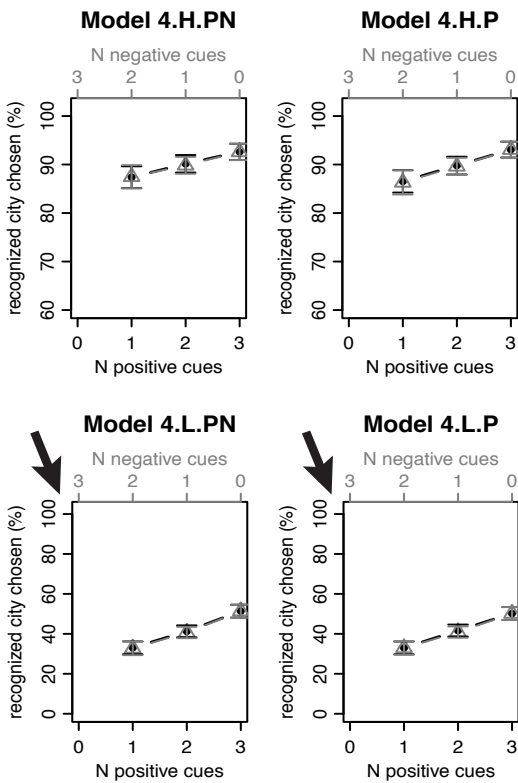 Model 4.H.PN
N negative cues
3 2 1 0
recognized city chosen (%)
100
90
80
70
60
0 1 2 3
N positive cues
Model 4.H.P
N negative cues
3 2 1 0
recognized city chosen (%)
100
90
80
70
60
0 1 2 3
N positive cues
Model 4.L.PN
N negative cues
3 2 1 0
recognized city chosen (%)
100
80
60
40
20
0
0 1 2 3
N positive cues
Model 4.L.P
N negative cues
3 2 1 0
recognized city chosen (%)
100
80
60
40
20
0
0 1 2 3
N positive cues